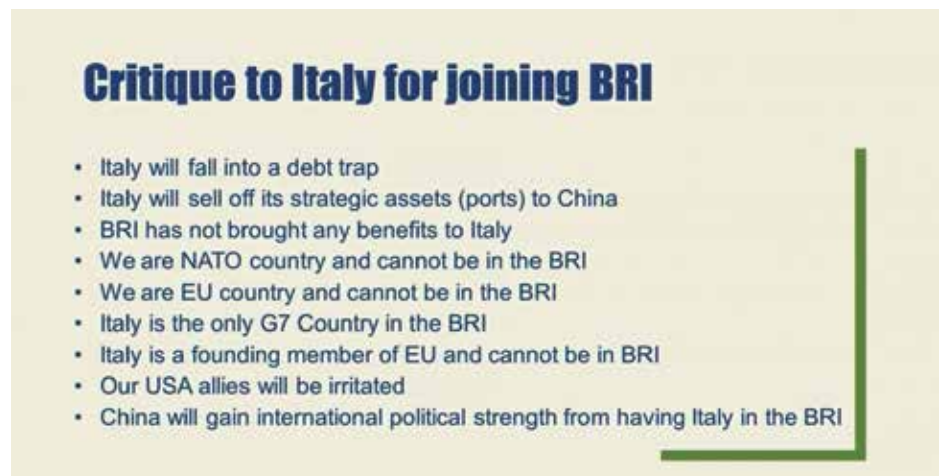 Critique to Italy for joining BRI
• Italy will fall into a debt trap
• Italy will sell off its strategic assets (ports) to China
• BRI has not brought any benefits to Italy
• We are NATO country and cannot be in the BRI
• We are EU country and cannot be in the BRI
• Italy is the only G7 Country in the BRI
• Italy is a founding member of EU and cannot be in BRI
• Our USA allies will be irritated
• China will gain international political strength from having Italy in the BRI